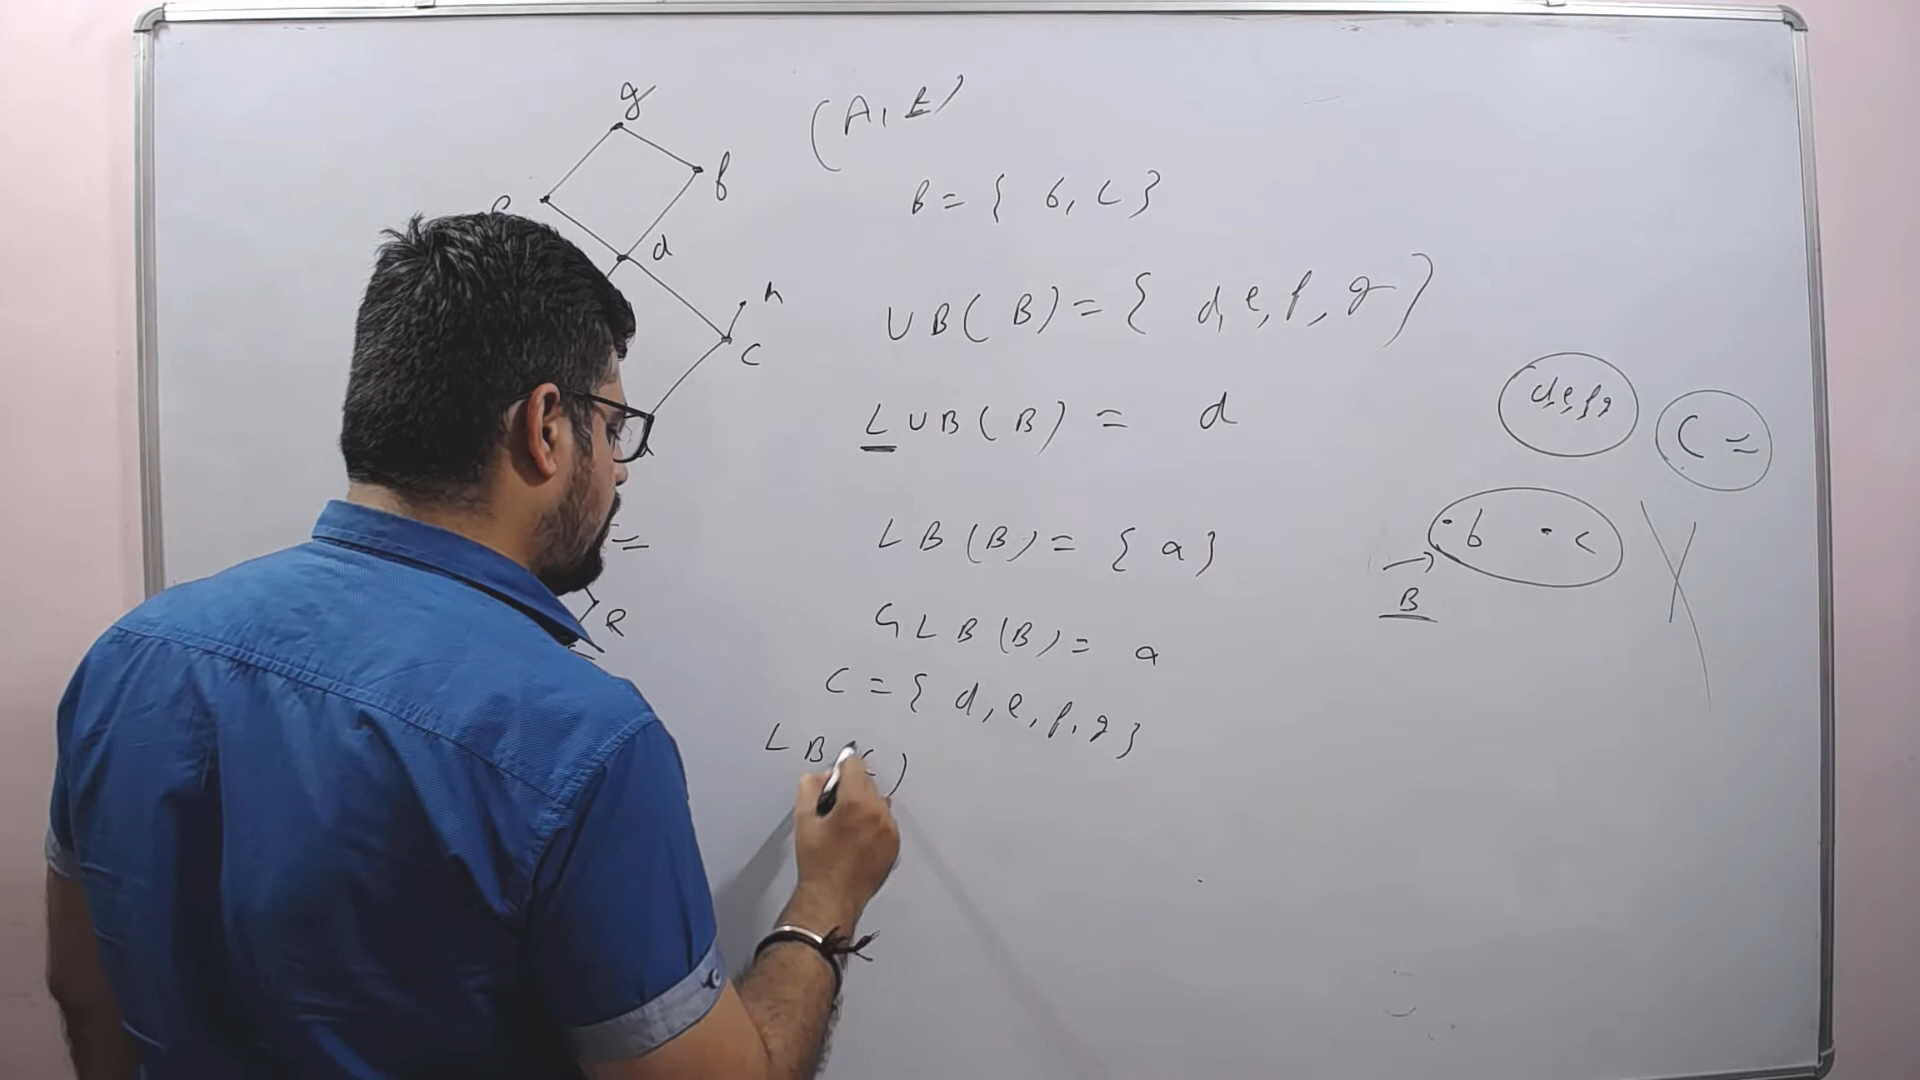 g
(A, ≤)
f
B = { b, c }
e
d
UB(B) = { d, e, f, g }
h
c
d,e,f,g
C =
LUB(B) = d
a
=
LB(B) = { a }
b c
B
k
GLB(B) = a
C = { d, e, f, g }
LB(C)